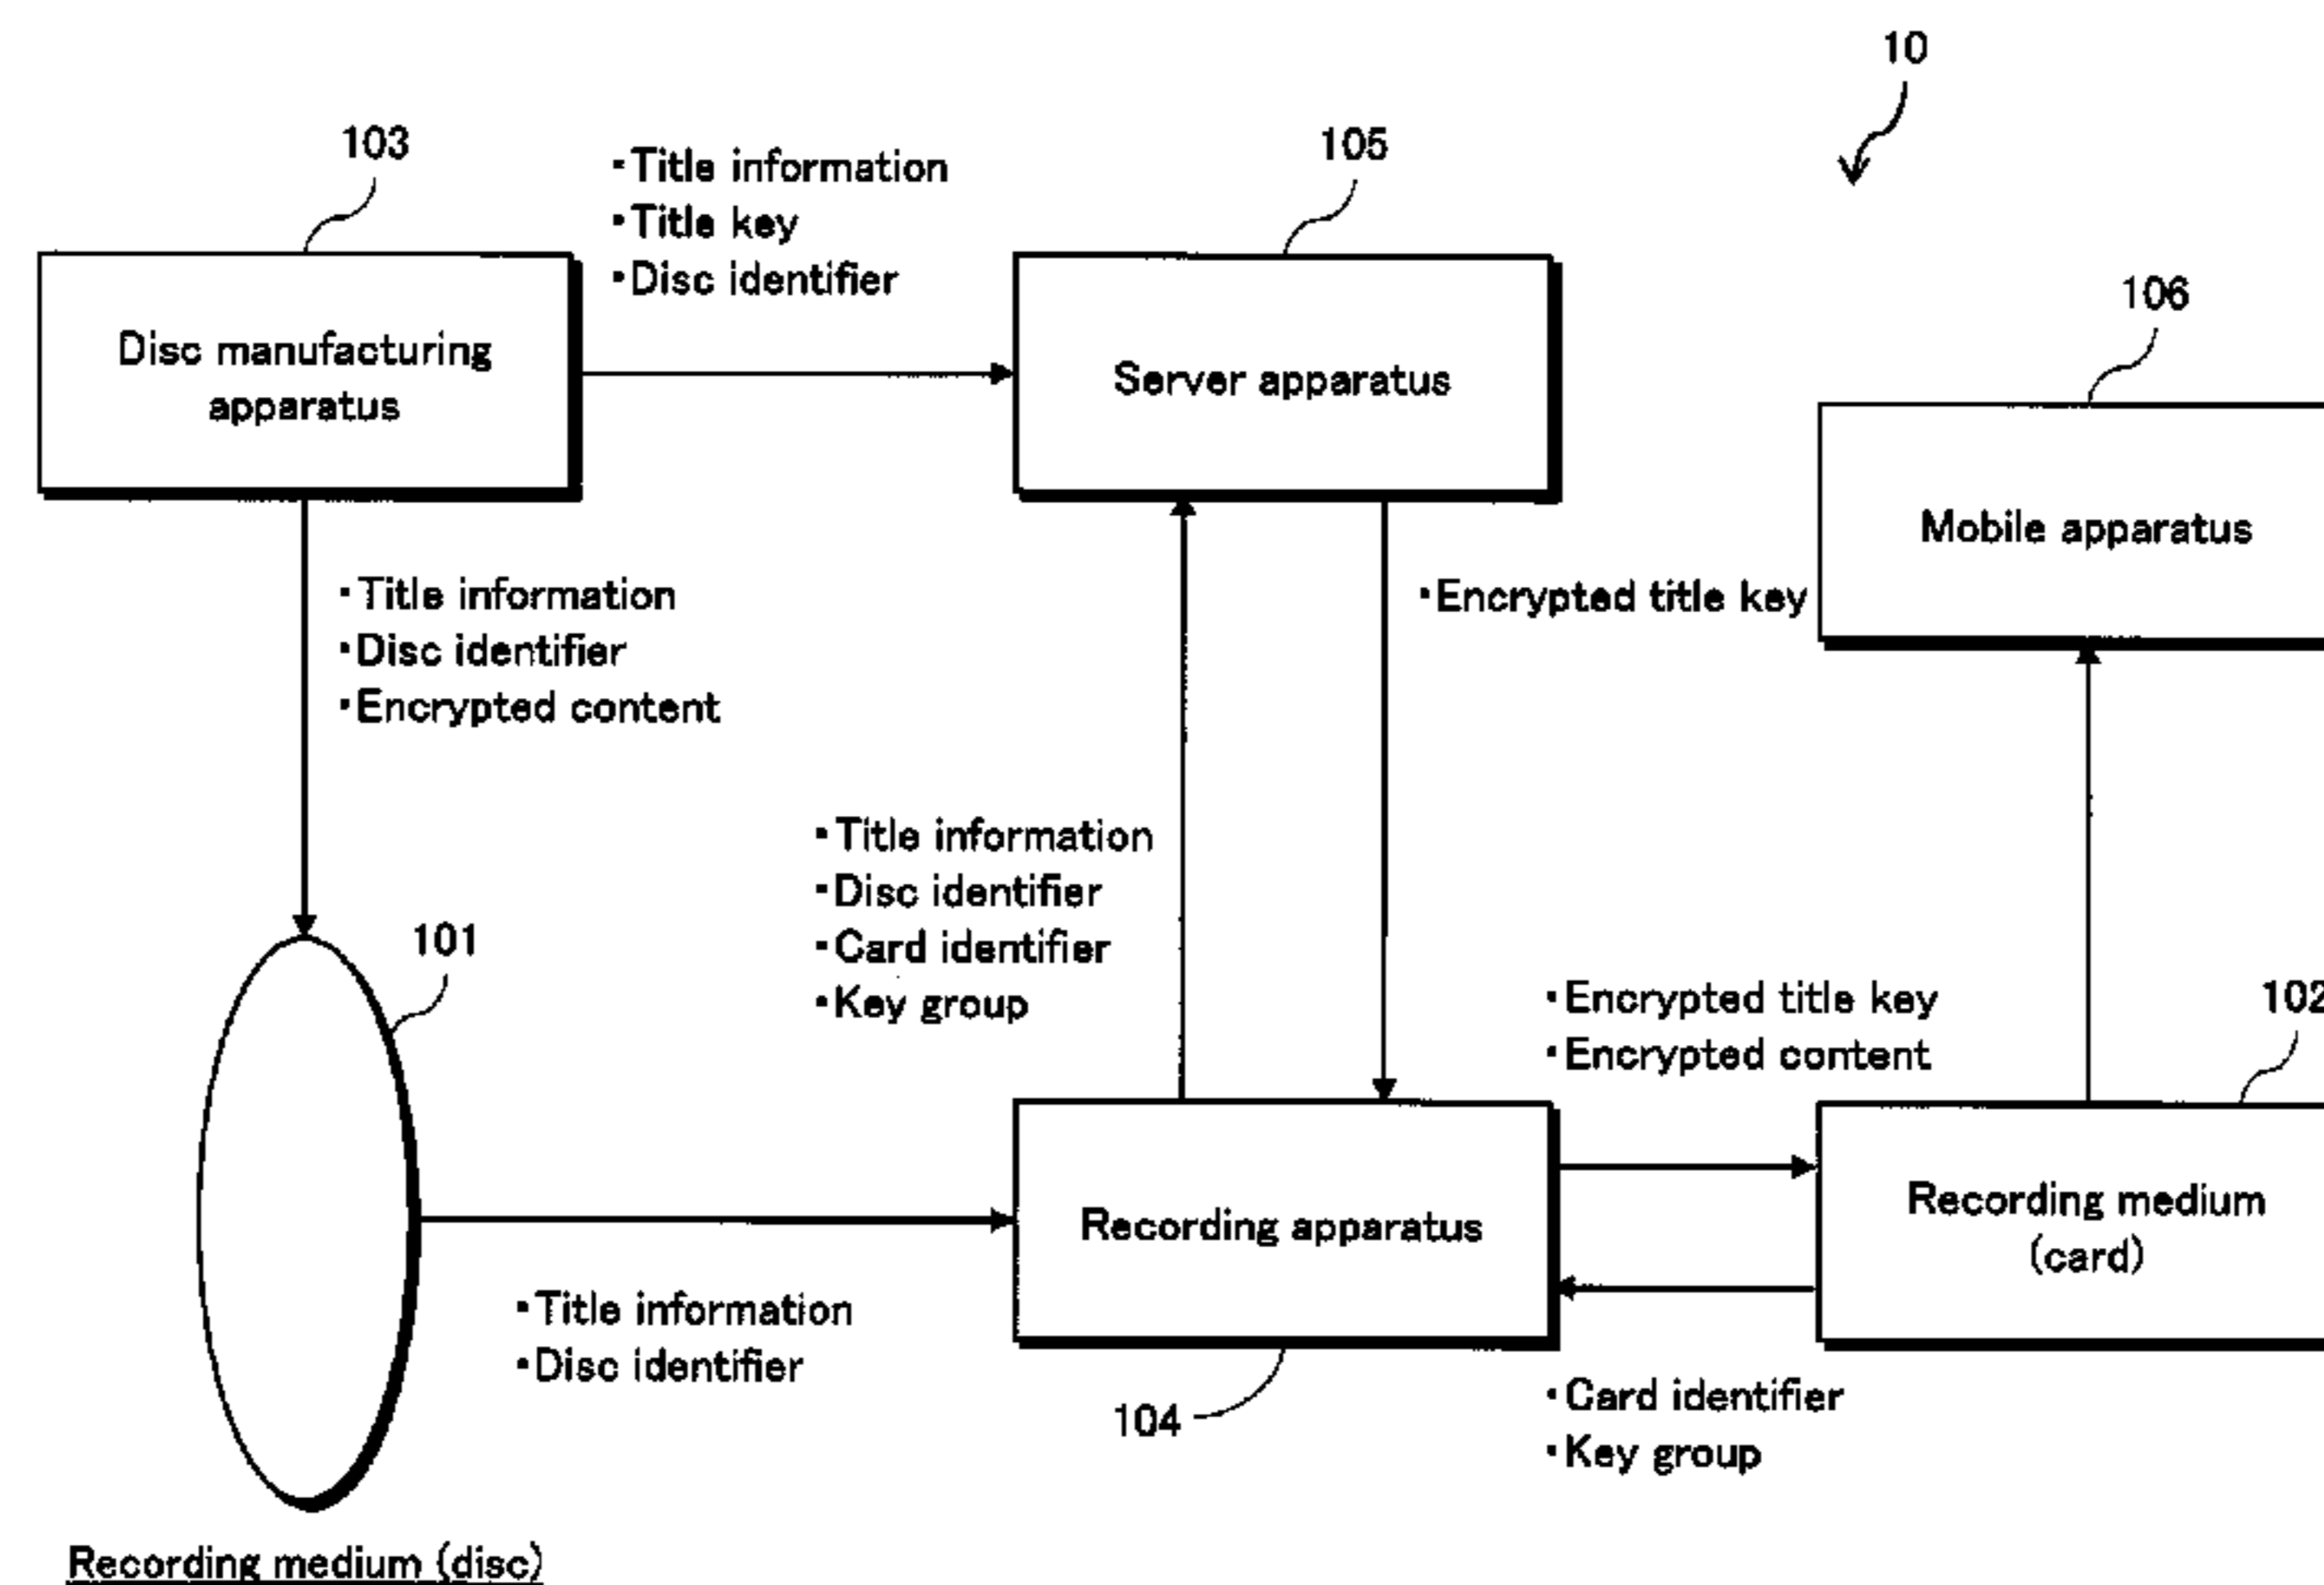 10
103
・Title information
・Title key
・Disc identifier
105
106
Disc manufacturing
apparatus
Server apparatus
Mobile apparatus
・Title information
・Disc identifier
・Encrypted content
・Encrypted title key
・Title information
・Disc identifier
・Card identifier
・Key group
101
・Encrypted title key
・Encrypted content
102
Recording apparatus
Recording medium
(card)
・Title information
・Disc identifier
104
・Card identifier
・Key group
Recording medium (disc)